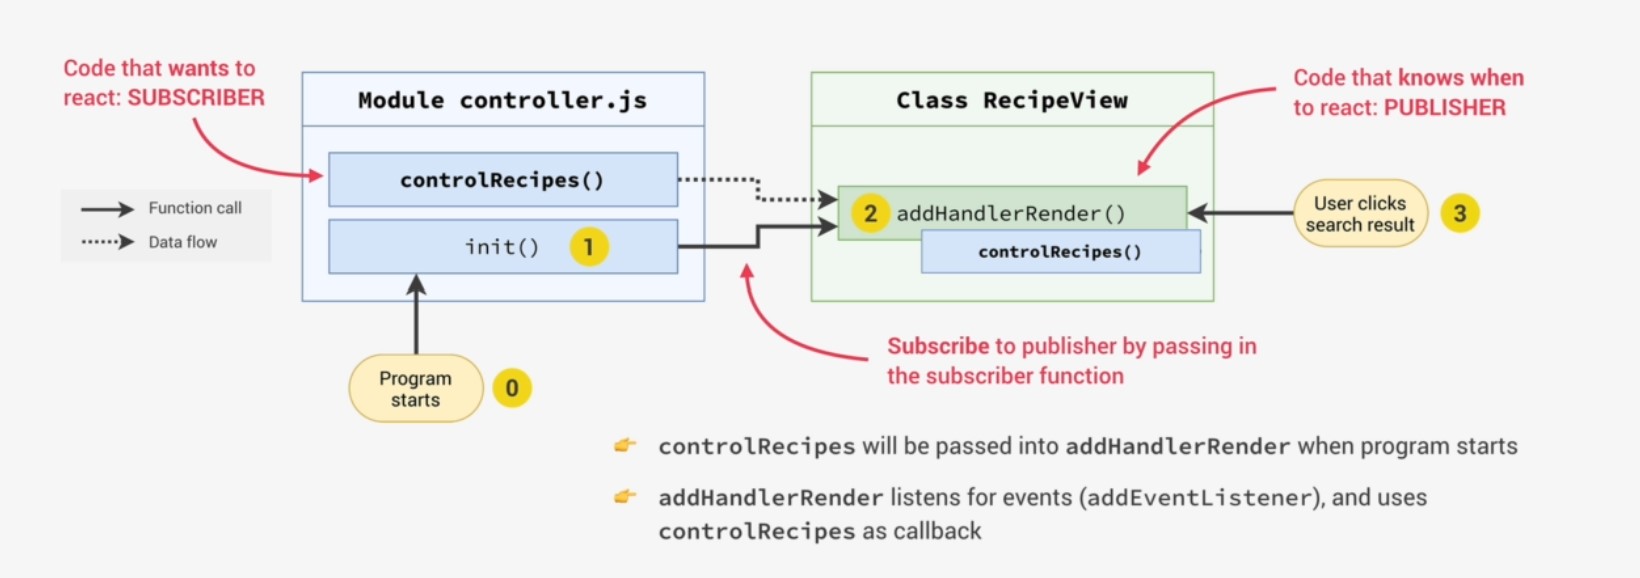 Code that wants to
react: SUBSCRIBER
Module controller.js
Class RecipeView
Code that knows when
to react: PUBLISHER
controlRecipes()
Function call
Data flow
init() 1
2 addHandlerRender()
controlRecipes()
User clicks
search result
3
Program
starts
0
Subscribe to publisher by passing in
the subscriber function
controlRecipes will be passed into addHandlerRender when program starts
addHandlerRender listens for events (addEventListener), and uses
controlRecipes as callback